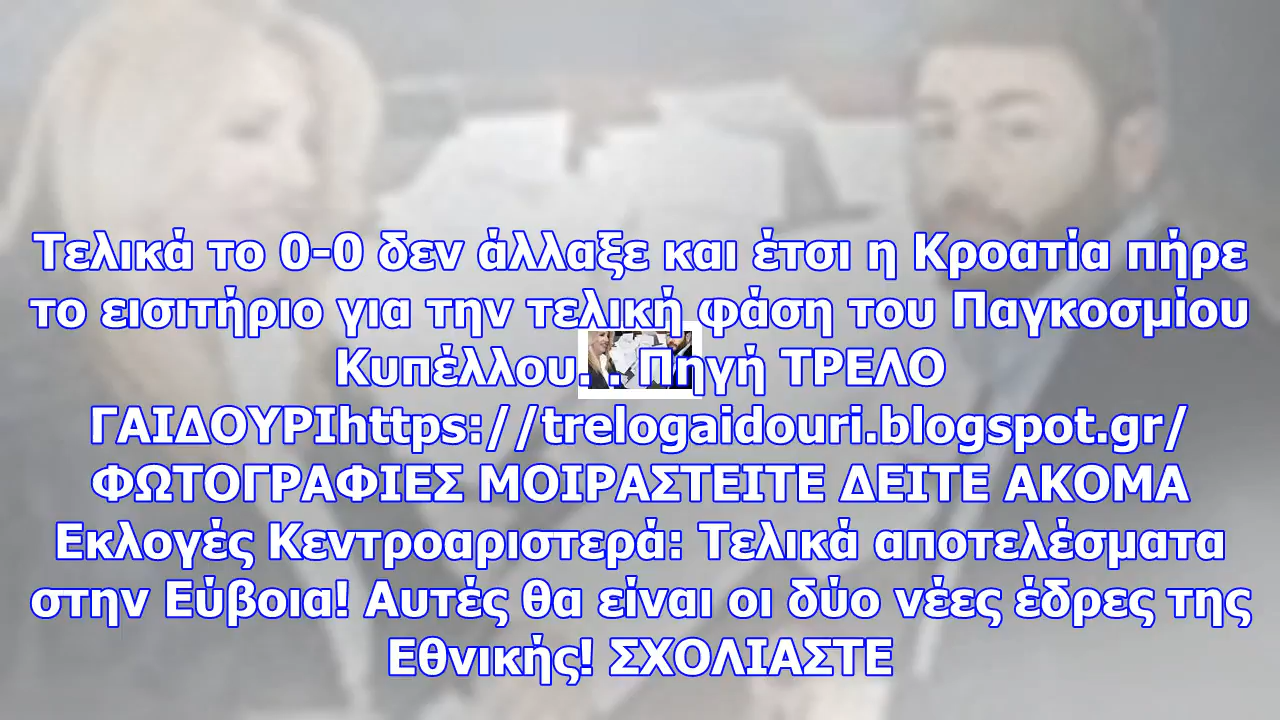 Τελικά το 0-0 δεν άλλαξε και έτσι η Κροατία πήρε
το εισιτήριο για την τελική φάση του Παγκοσμίου
Κυπέλλου. . Πηγή ΤΡΕΛΟ
ΓΑΙΔΟΥΡΙhttps://trelogaidouri.blogspot.gr/
ΦΩΤΟΓΡΑΦΙΕΣ ΜΟΙΡΑΣΤΕΙΤΕ ΔΕΙΤΕ ΑΚΟΜΑ
Εκλογές Κεντροαριστερά: Τελικά αποτελέσματα
στην Εύβοια! Αυτές θα είναι οι δύο νέες έδρες της
Εθνικής! ΣΧΟΛΙΑΣΤΕ